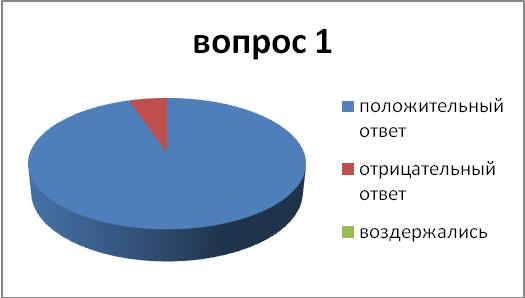 вопрос 1
положительный
ответ
отрицательный
ответ
воздержались